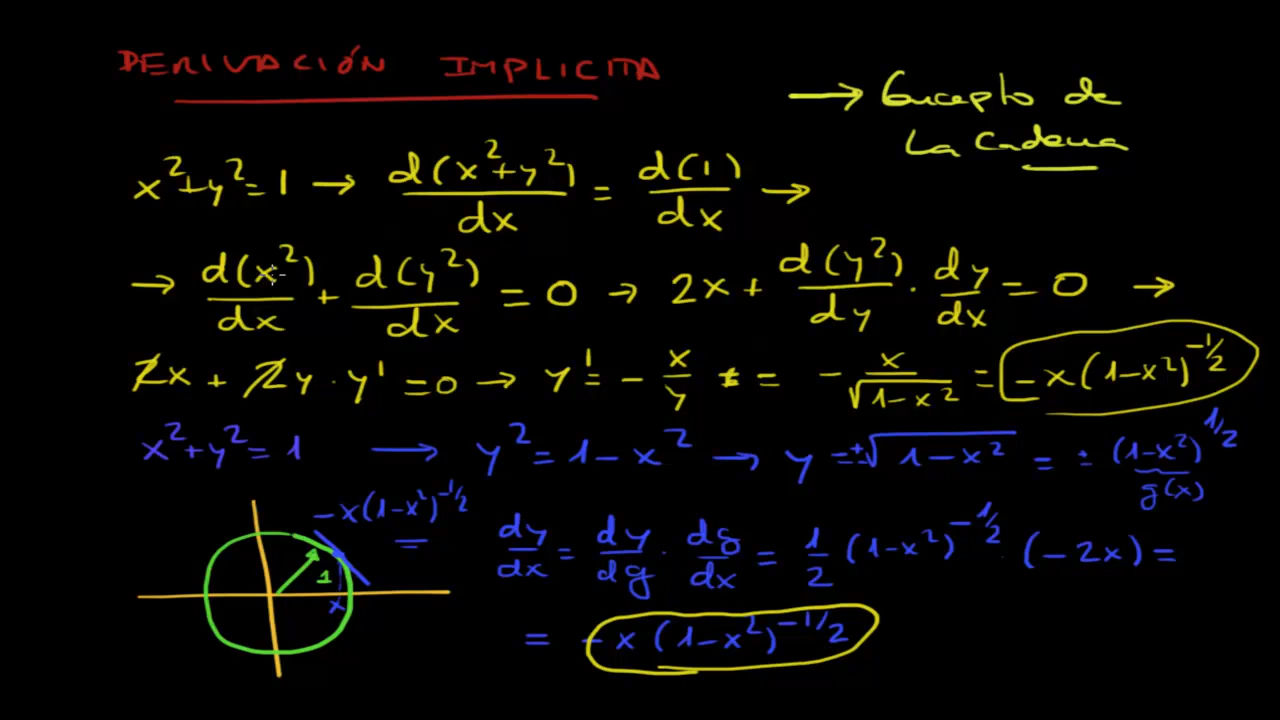 DERIVACIÓN IMPLICITA
→ Concepto de
La Cadena
x²+y²=1 → d(x²+y²)/dx = d(1)/dx →
→ d(x²)/dx + d(y²)/dx = 0 → 2x + d(y²)/dy · dy/dx = 0 →
2x + 2y · y' = 0 → y' = - x/y = - x/√(1-x²) = -x(1-x²)^(-1/2)
x²+y²=1 → y²=1-x² → y=±√(1-x²) = ±(1-x²)^(1/2)
g(x)
-x(1-x²)^(-1/2)
dy/dx = dy/dg · dg/dx = 1/2 (1-x²)^(-1/2) · (-2x) =
1
x
= -x(1-x²)^(-1/2)